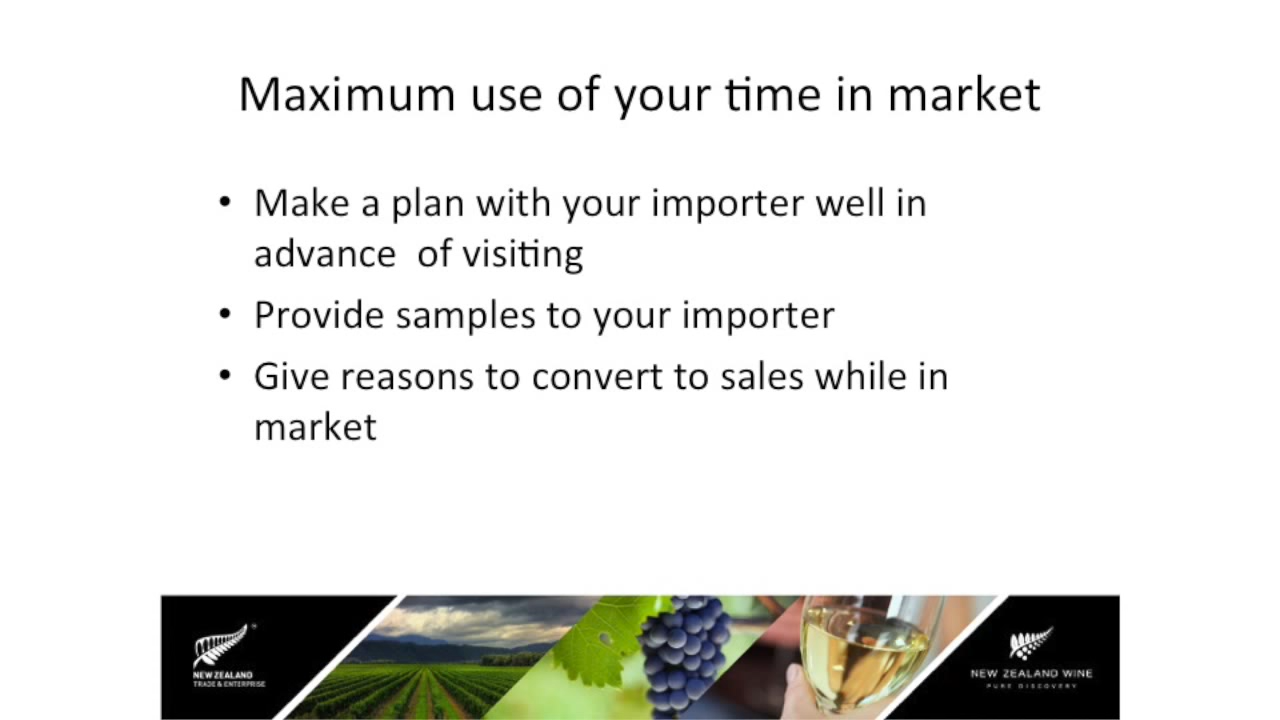 Maximum use of your time in market
• Make a plan with your importer well in
advance  of visiting
• Provide samples to your importer
• Give reasons to convert to sales while in
market
NEW ZEALAND
TRADE & ENTERPRISE
NEW ZEALAND WINE
PURE DISCOVERY